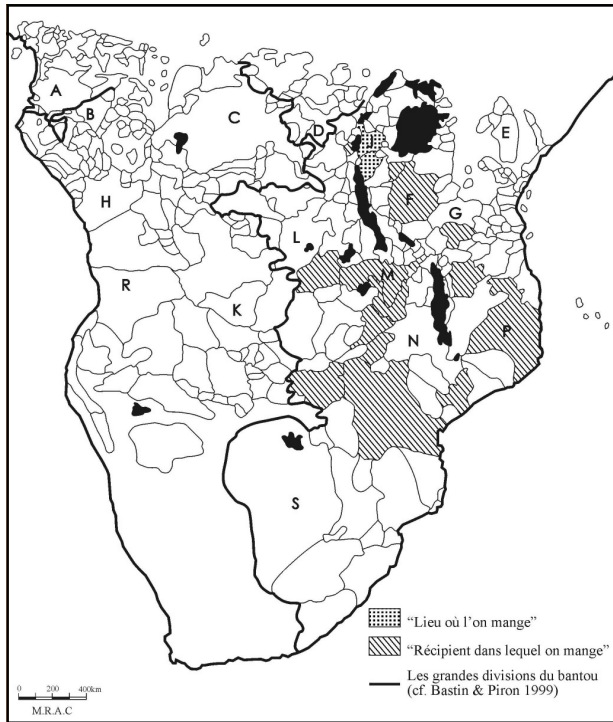 A
B
C
D
J
E
F
G
H
L
M
R
K
N
P
S
“Lieu où l’on mange”
“Récipient dans lequel on mange”
Les grandes divisions du bantou
(cf. Bastin & Piron 1999)
0 200 400km
M.R.A.C